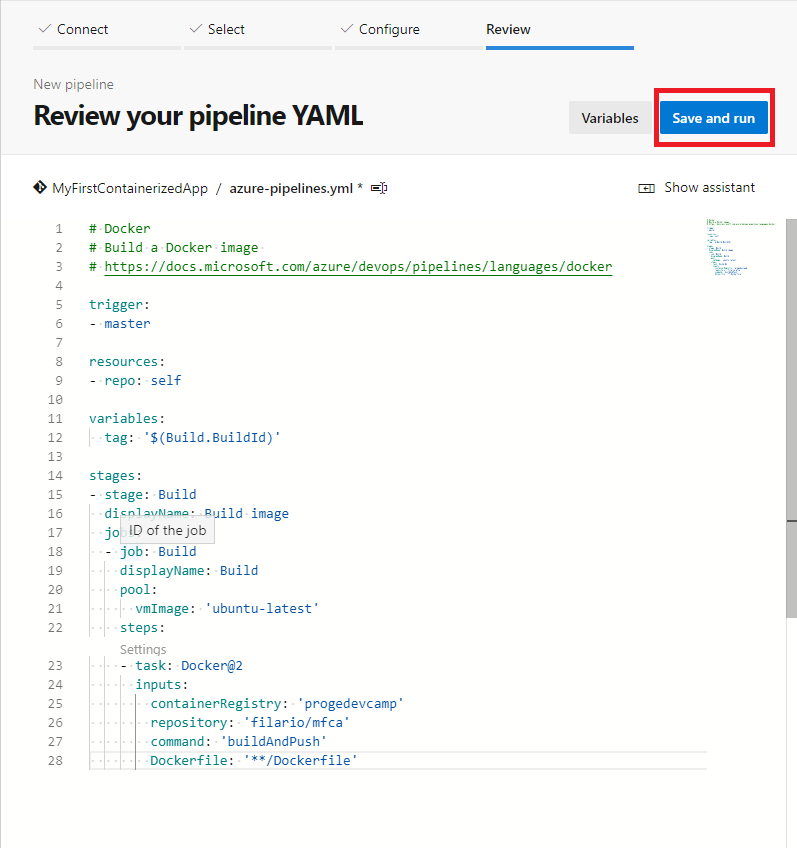 Connect Select Configure Review
New pipeline
Review your pipeline YAML
Variables Save and run
MyFirstContainerizedApp / azure-pipelines.yml *
Show assistant
1 # Docker
2 # Build a Docker image
3 # https://docs.microsoft.com/azure/devops/pipelines/languages/docker
4
5 trigger:
6 - master
7
8 resources:
9 - repo: self
10
11 variables:
12 tag: '$(Build.BuildId)'
13
14 stages:
15 - stage: Build
16 displayName: Build image
17 job
ID of the job
18 - job: Build
19 displayName: Build
20 pool:
21 vmImage: 'ubuntu-latest'
22 steps:
Settings
23 - task: Docker@2
24 inputs:
25 containerRegistry: 'progedevcamp'
26 repository: 'filario/mfca'
27 command: 'buildAndPush'
28 Dockerfile: '**/Dockerfile'